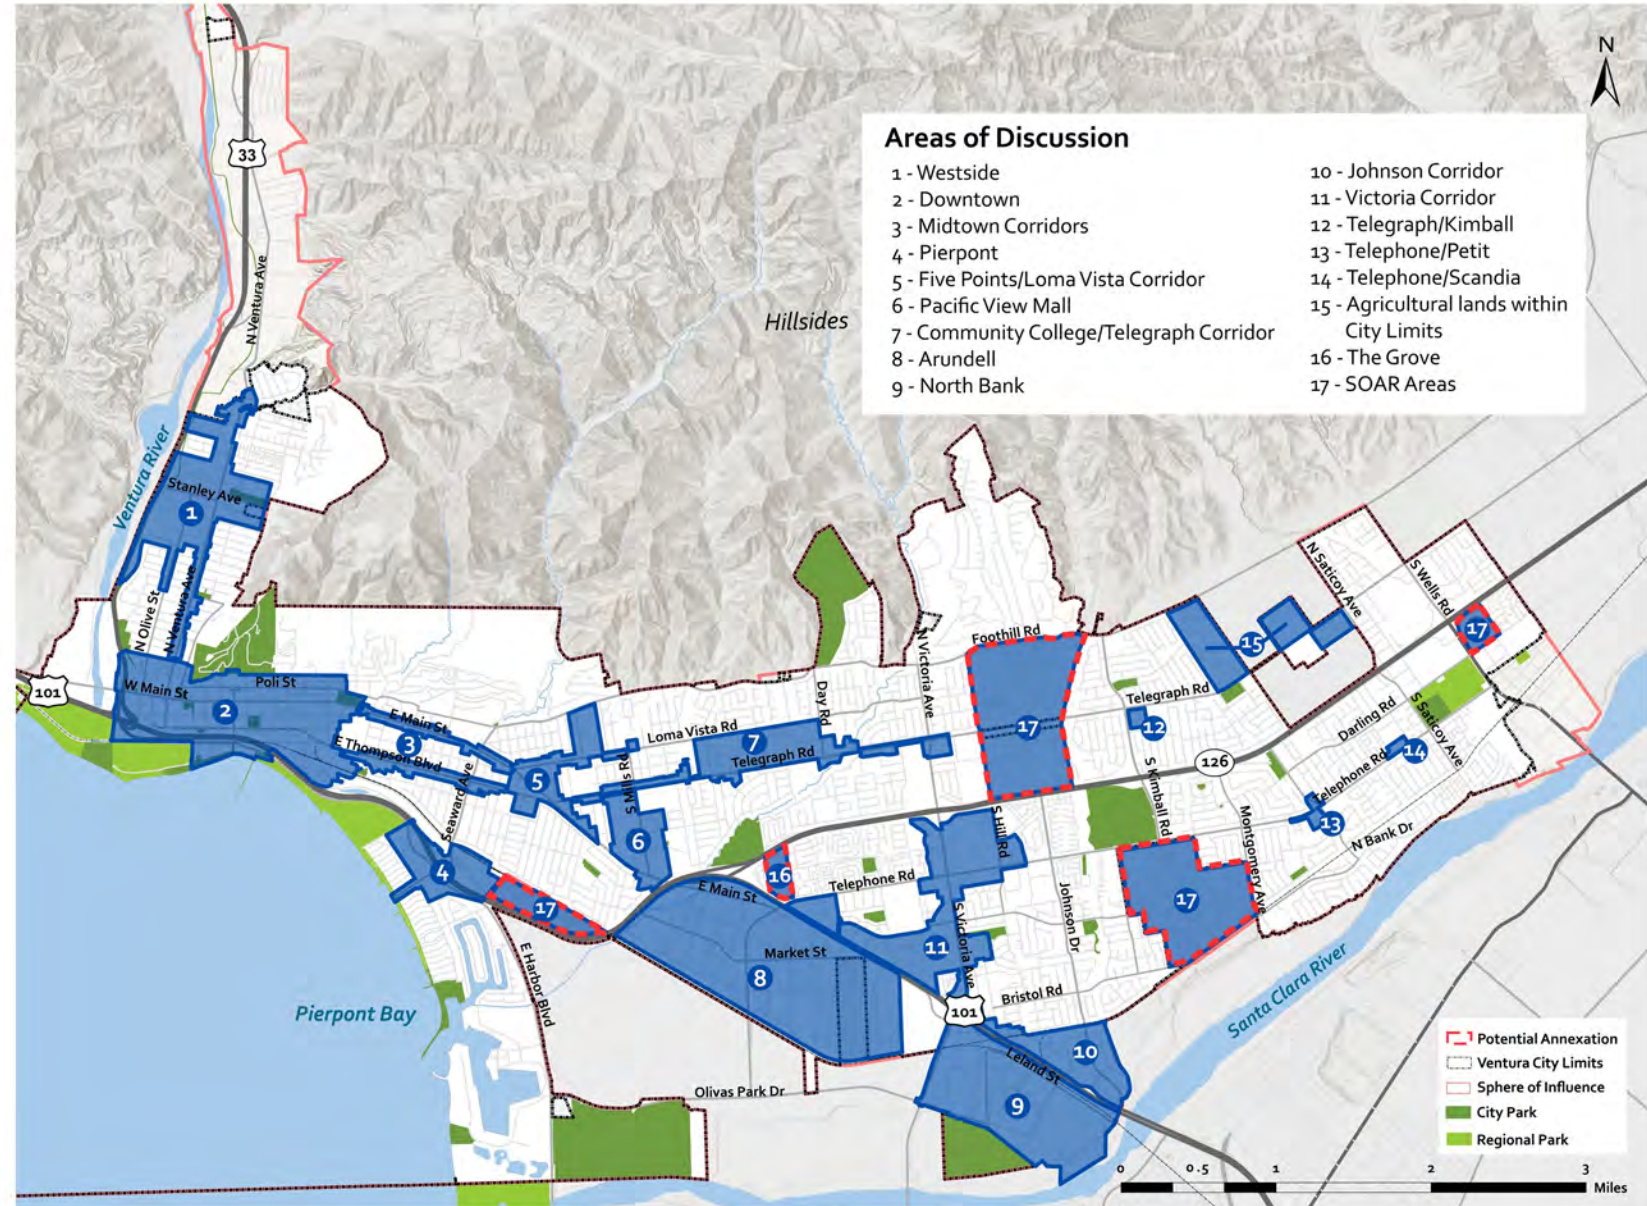 N
33
Areas of Discussion
1 - Westside
2 - Downtown
3 - Midtown Corridors
4 - Pierpont
5 - Five Points/Loma Vista Corridor
6 - Pacific View Mall
7 - Community College/Telegraph Corridor
8 - Arundell
9 - North Bank
10 - Johnson Corridor
11 - Victoria Corridor
12 - Telegraph/Kimball
13 - Telephone/Petit
14 - Telephone/Scandia
15 - Agricultural lands within
City Limits
16 - The Grove
17 - SOAR Areas
N Ventura Ave
Hillsides
Ventura River
Stanley Ave
1
N Olive St
N Ventura Ave
101
W Main St
Poli St
2
E Main St
3
E Thompson Blvd
Seaward Ave
5
S Mills Rd
6
Loma Vista Rd
7
Telegraph Rd
Day Rd
N Victoria Ave
Foothill Rd
17
Telegraph Rd
12
15
N Saticoy Ave
S Wells Rd
17
126
Darling Rd
S Saticoy Ave
14
Telephone Rd
13
N Bank Dr
S Kimball Rd
Montgomery Ave
S Hill Rd
4
17
16
E Main St
Telephone Rd
Johnson Dr
17
Market St
8
11
S Victoria Ave
Bristol Rd
101
E Harbor Blvd
Pierpont Bay
Santa Clara River
10
Leland St
9
Olivas Park Dr
Potential Annexation
Ventura City Limits
Sphere of Influence
City Park
Regional Park
0 0.5 1 2 3
Miles